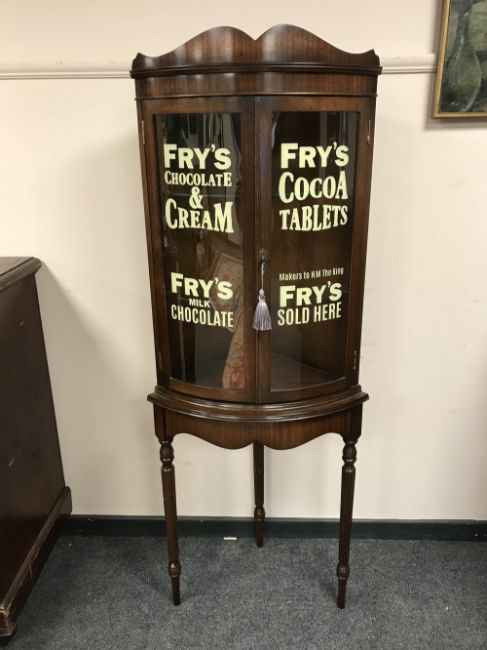 FRY'S
CHOCOLATE
&
CREAM
FRY'S
MILK
CHOCOLATE
FRY'S
COCOA
TABLETS
Makers to H.M The King
FRY'S
SOLD HERE